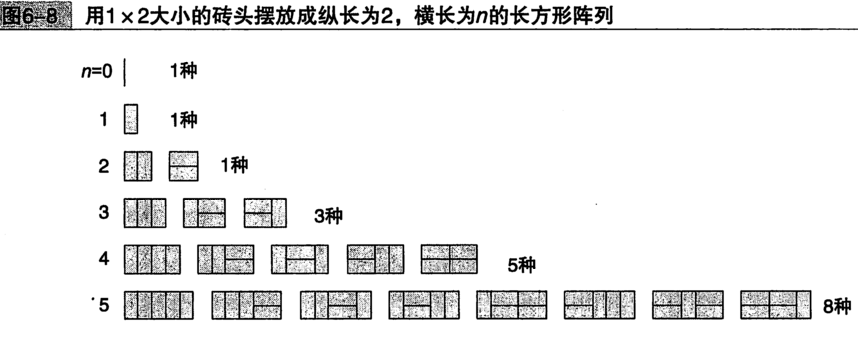 图6-8 用1×2大小的砖头摆放成纵长为2，横长为n的长方形阵列
n=0 1种
1 1种
2 1种
3 3种
4 5种
5 8种